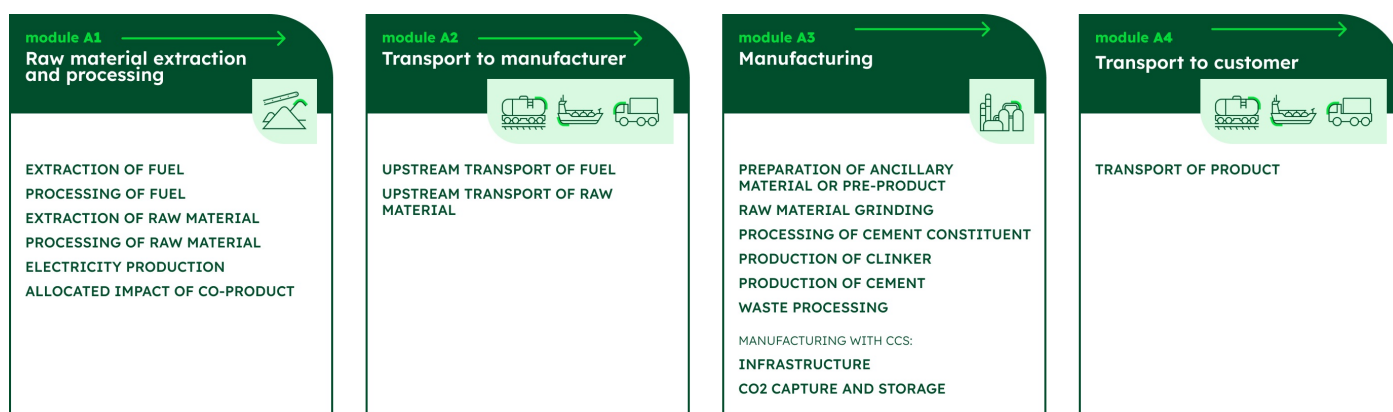 module A1
Raw material extraction
and processing
EXTRACTION OF FUEL
PROCESSING OF FUEL
EXTRACTION OF RAW MATERIAL
PROCESSING OF RAW MATERIAL
ELECTRICITY PRODUCTION
ALLOCATED IMPACT OF CO-PRODUCT
module A2
Transport to manufacturer
UPSTREAM TRANSPORT OF FUEL
UPSTREAM TRANSPORT OF RAW
MATERIAL
module A3
Manufacturing
PREPARATION OF ANCILLARY
MATERIAL OR PRE-PRODUCT
RAW MATERIAL GRINDING
PROCESSING OF CEMENT CONSTITUENT
PRODUCTION OF CLINKER
PRODUCTION OF CEMENT
WASTE PROCESSING
MANUFACTURING WITH CCS:
INFRASTRUCTURE
CO2 CAPTURE AND STORAGE
module A4
Transport to customer
TRANSPORT OF PRODUCT